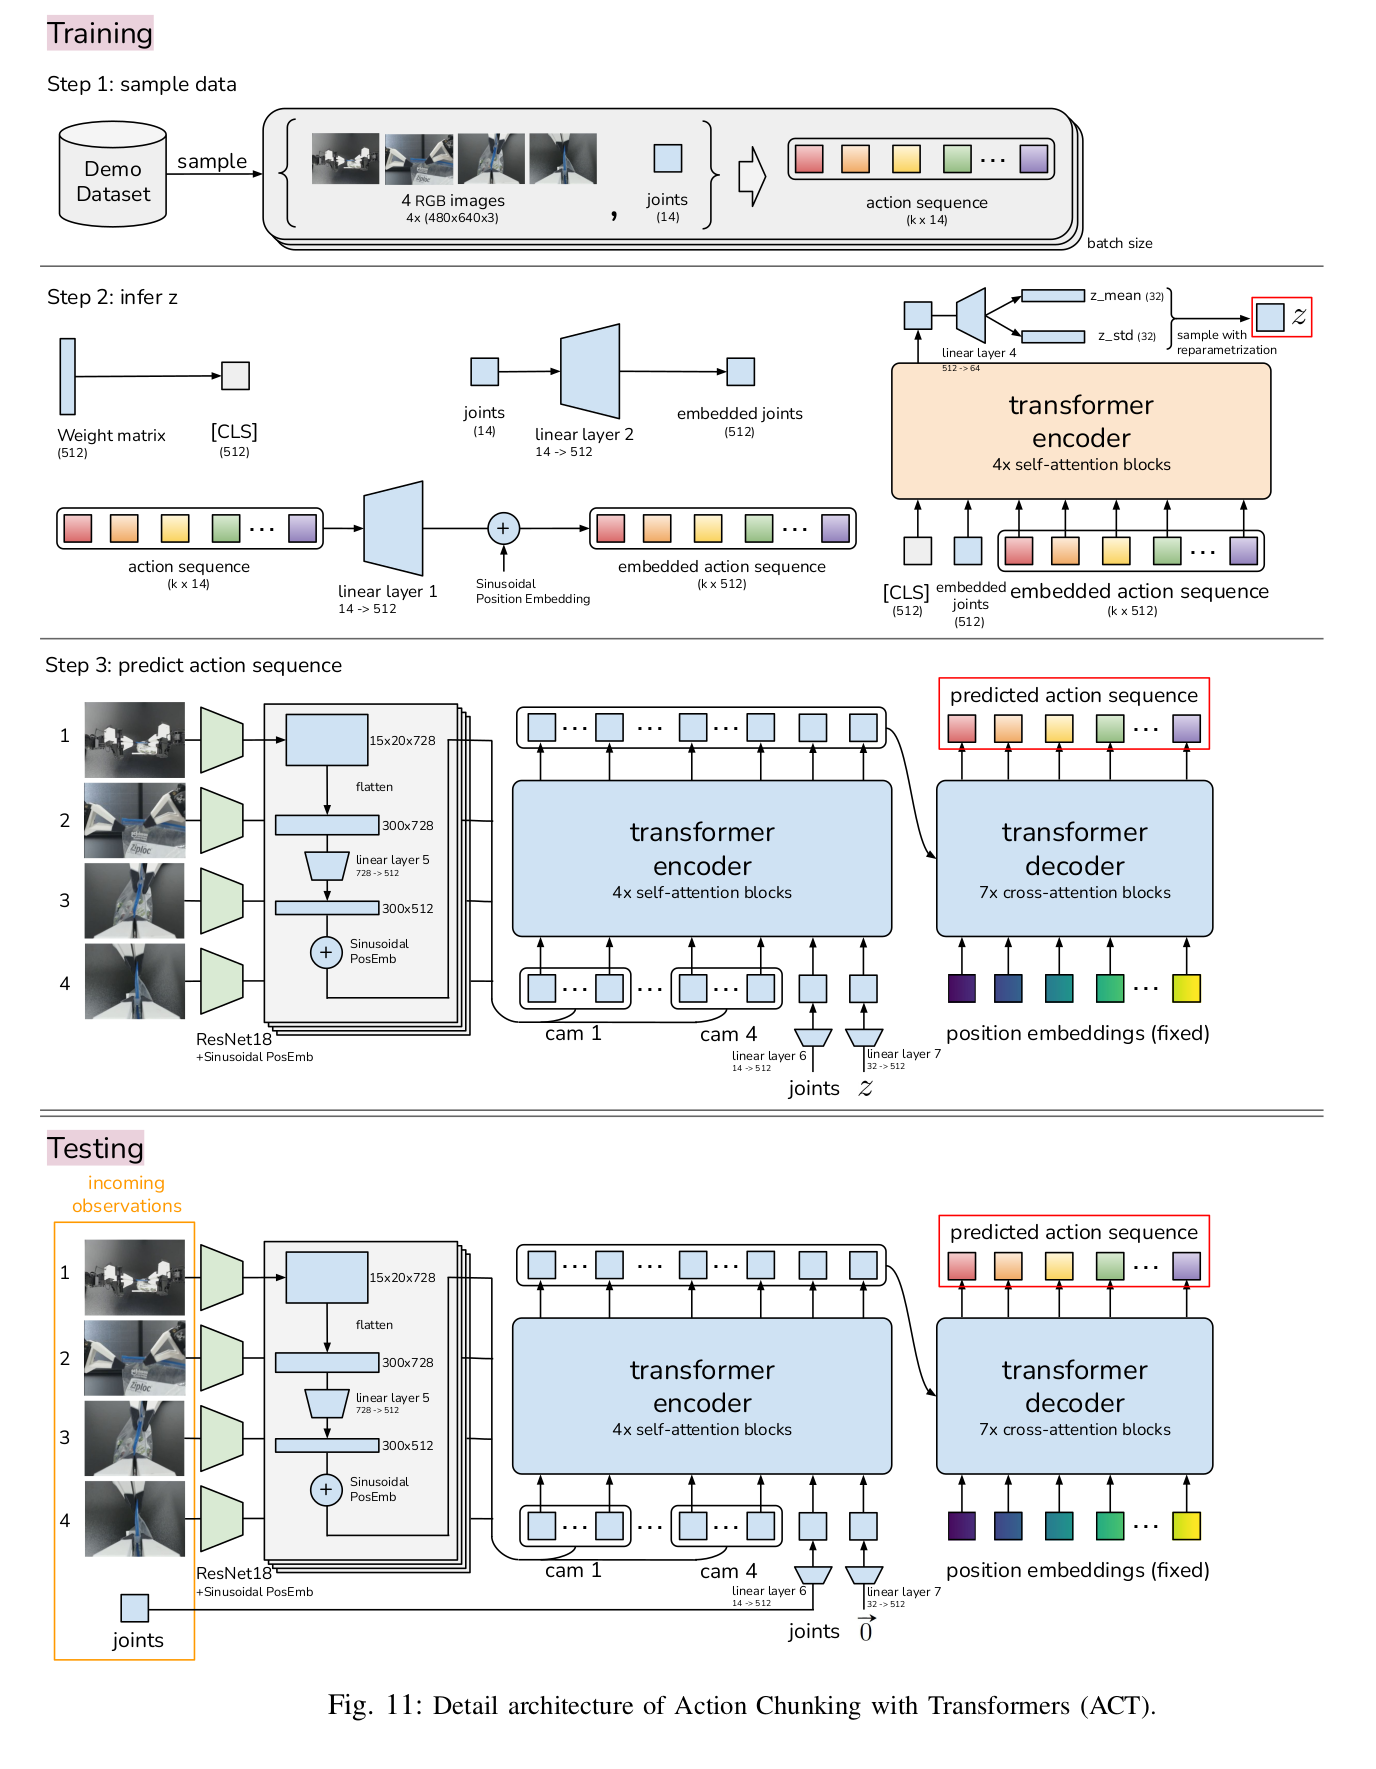 Training
Step 1: sample data
Demo
Dataset
sample
4 RGB images
4x (480x640x3)
,
joints
(14)
action sequence
(k x 14)
batch size
Step 2: infer z
Weight matrix
(512)
[CLS]
(512)
joints
(14)
linear layer 2
14 -> 512
embedded joints
(512)
action sequence
(k x 14)
linear layer 1
14 -> 512
+
Sinusoidal
Position Embedding
embedded action sequence
(k x 512)
z_mean (32)
z_std (32)
linear layer 4
512 -> 64
sample with
reparametrization
z
transformer
encoder
4x self-attention blocks
[CLS]
(512)
embedded
joints
(512)
embedded action sequence
(k x 512)
Step 3: predict action sequence
1
2
3
4
ResNet18
+Sinusoidal PosEmb
15x20x728
flatten
300x728
linear layer 5
728 -> 512
300x512
+
Sinusoidal
PosEmb
transformer
encoder
4x self-attention blocks
cam 1
cam 4
linear layer 6
14 -> 512
linear layer 7
32 -> 512
joints
z
predicted action sequence
transformer
decoder
7x cross-attention blocks
position embeddings (fixed)
Testing
incoming
observations
1
2
3
4
joints
ResNet18
+Sinusoidal PosEmb
15x20x728
flatten
300x728
linear layer 5
728 -> 512
300x512
+
Sinusoidal
PosEmb
transformer
encoder
4x self-attention blocks
cam 1
cam 4
linear layer 6
14 -> 512
linear layer 7
32 -> 512
joints
0
predicted action sequence
transformer
decoder
7x cross-attention blocks
position embeddings (fixed)
Fig. 11: Detail architecture of Action Chunking with Transformers (ACT).